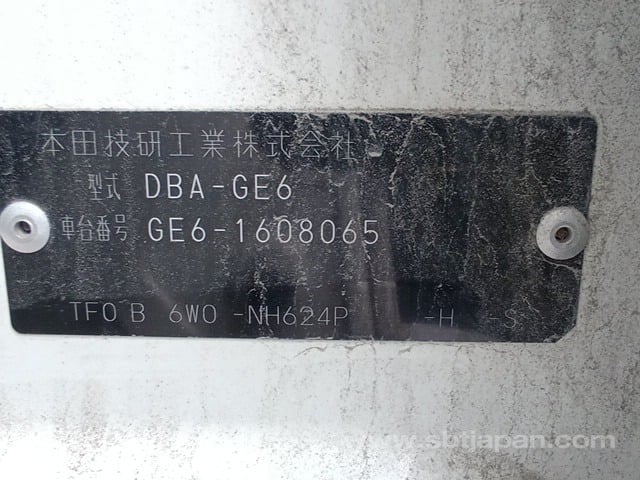 本田技研工業株式会社
型式 DBA-GE6
車台番号 GE6-1608065
TF0 B 6W0 -NH624P -H -S
www.sbtjapan.com